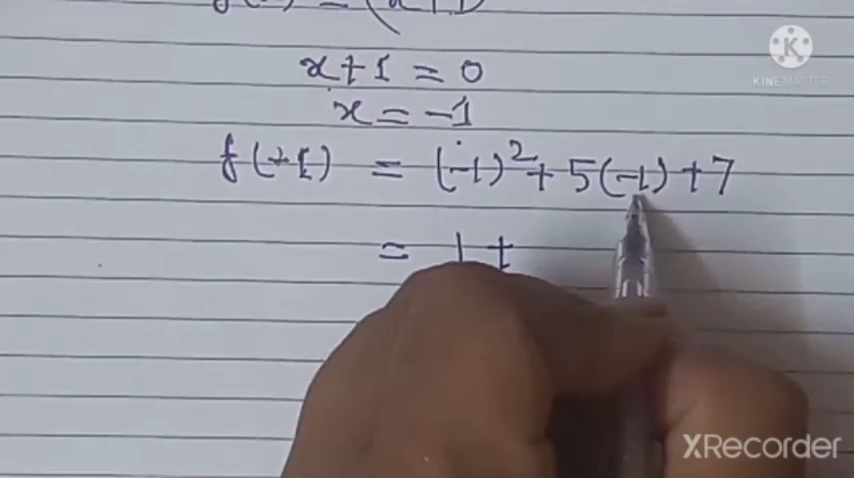 x+1 = 0
x = -1
f(-1) = (-1)² + 5(-1) + 7
= 1 +
KINEMASTER
XRecorder